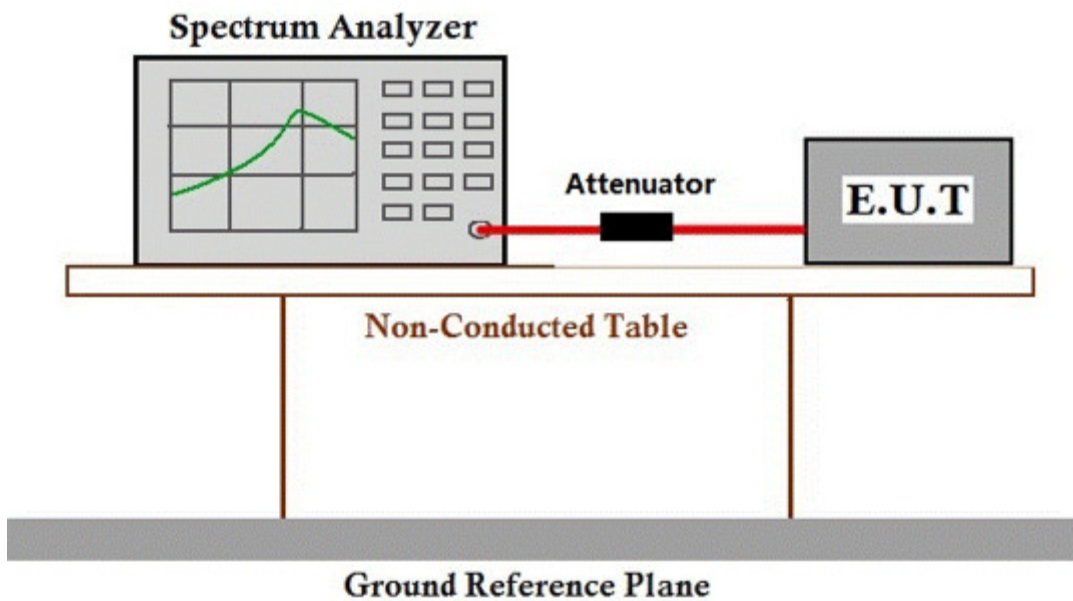 Spectrum Analyzer
Attenuator
E.U.T
Non-Conducted Table
Ground Reference Plane